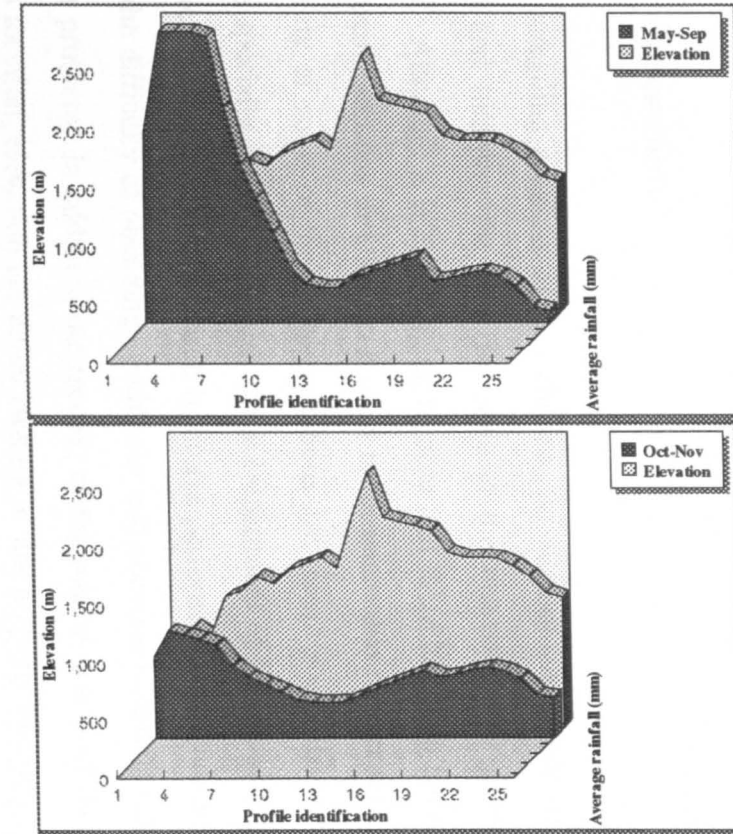 May-Sep
Elevation
2,500
2,000
1,500
1,000
500
0
Elevation (m)
1 4 7 10 13 16 19 22 25
Profile identification
Average rainfall (mm)
Oct-Nov
Elevation
2,500
2,000
1,500
1,000
500
0
Elevation (m)
1 4 7 10 13 16 19 22 25
Profile identification
Average rainfall (mm)